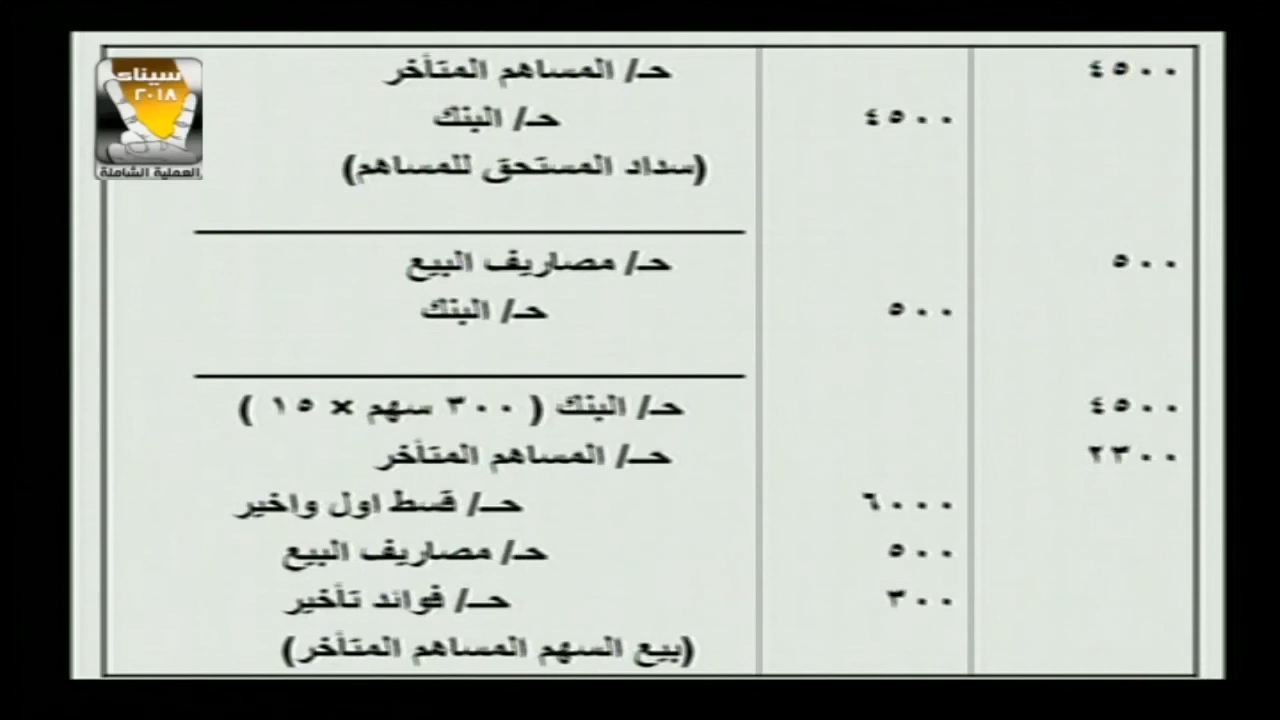 ٤٥٠٠ حـ/ المساهم المتأخر
٤٥٠٠ حـ/ البنك
(سداد المستحق للمساهم)
٥٠٠ حـ/ مصاريف البيع
٥٠٠ حـ/ البنك
٤٥٠٠ حـ/ البنك ( ٣٠٠ سهم × ١٥ )
٢٣٠٠ حـ/ المساهم المتأخر
٦٠٠٠ حـ/ قسط اول واخير
٥٠٠ حـ/ مصاريف البيع
٣٠٠ حـ/ فوائد تأخير
(بيع السهم المساهم المتأخر)
سيناء
٢٠١٨
العملية الشاملة